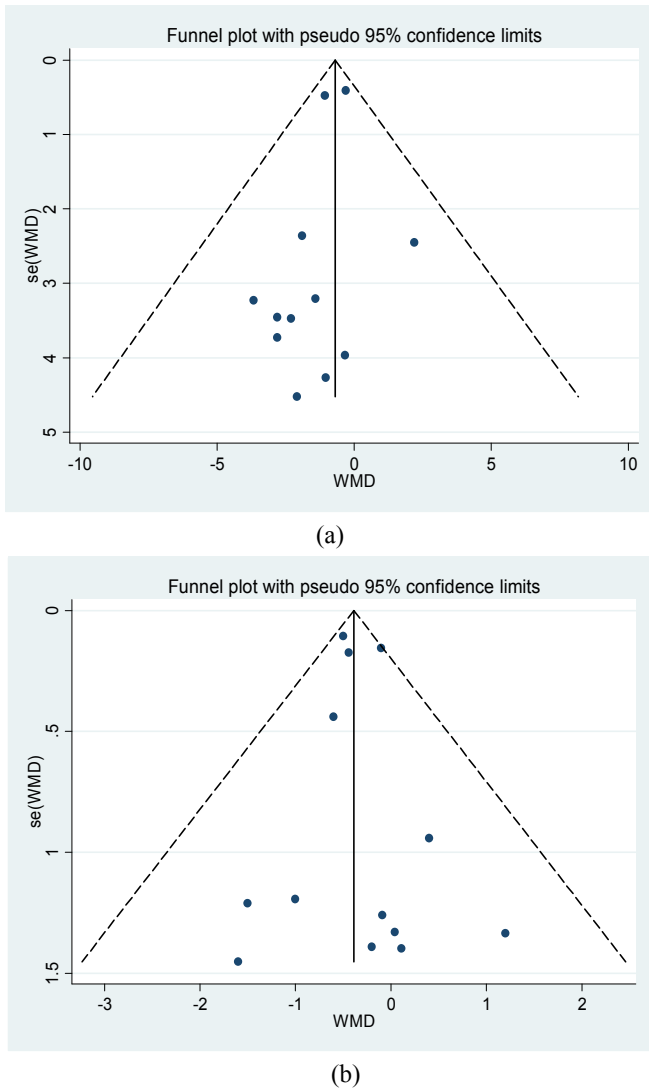 Funnel plot with pseudo 95% confidence limits
0
1
2
3
4
5
se(WMD)
-10 -5 0 5 10
WMD
(a)
Funnel plot with pseudo 95% confidence limits
0
.5
1
1.5
se(WMD)
-3 -2 -1 0 1 2
WMD
(b)